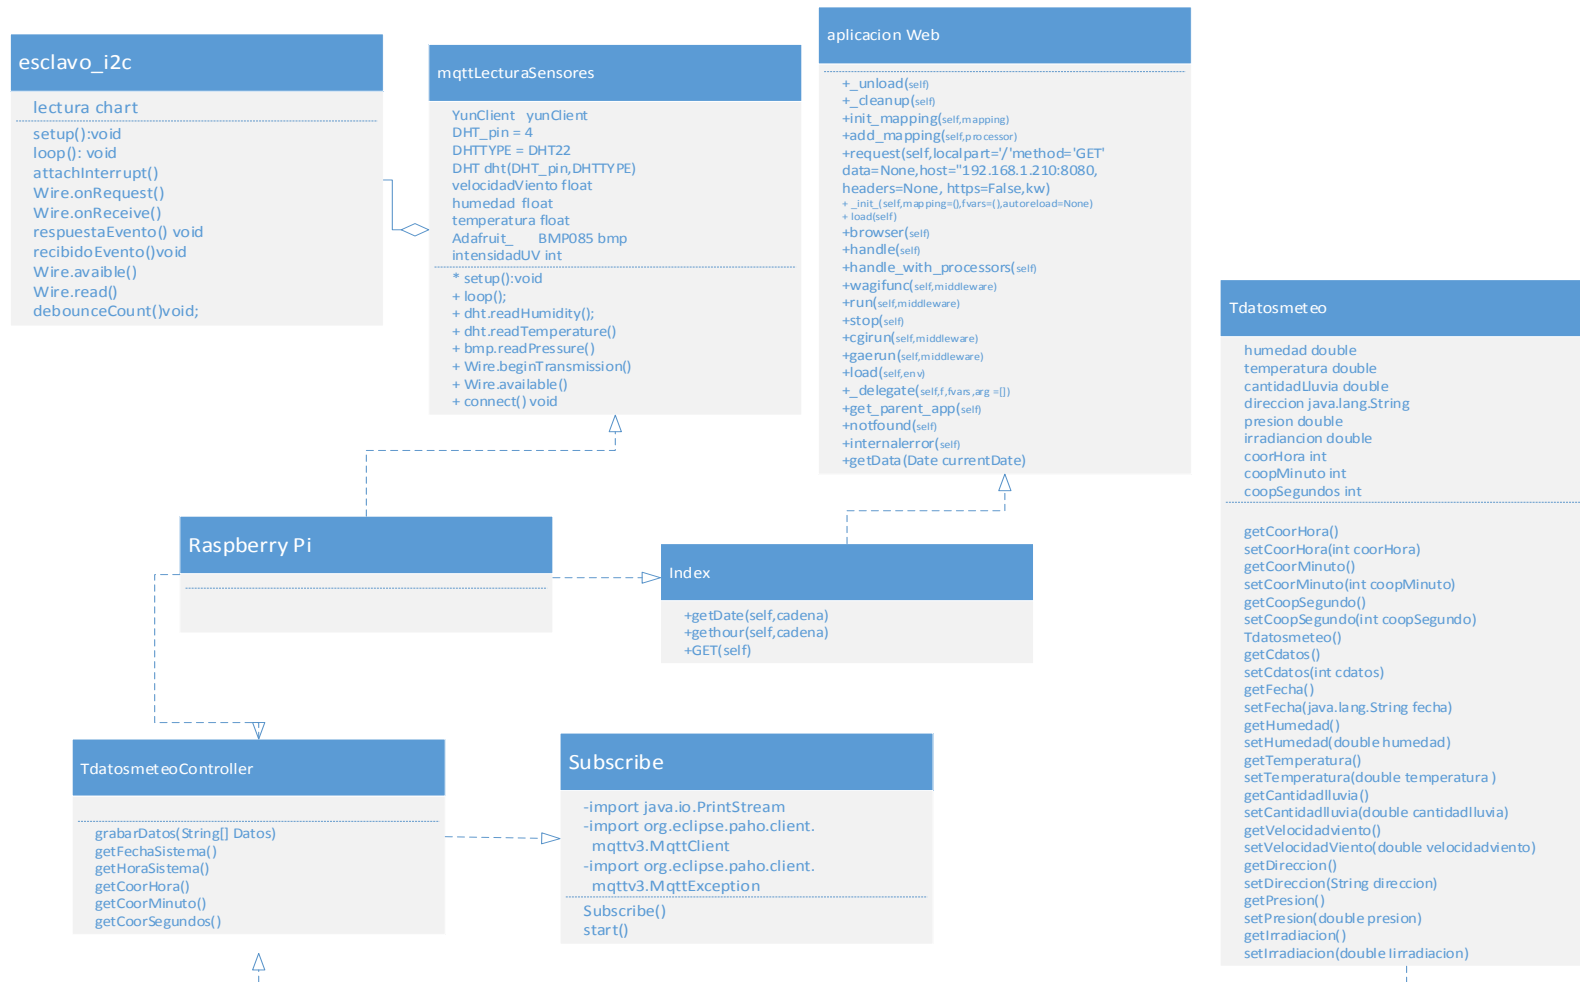 esclavo_i2c
lectura chart
setup():void
loop(): void
attachInterrupt()
Wire.onRequest()
Wire.onReceive()
respuestaEvento() void
recibidoEvento()void
Wire.avaible()
Wire.read()
debounceCount()void;
mqttLecturaSensores
YunClient yunClient
DHT_pin = 4
DHTTYPE = DHT22
DHT dht(DHT_pin,DHTTYPE)
velocidadViento float
humedad float
temperatura float
Adafruit_ BMP085 bmp
intensidadUV int
* setup():void
+ loop();
+ dht.readHumidity();
+ dht.readTemperature()
+ bmp.readPressure()
+ Wire.beginTransmission()
+ Wire.available()
+ connect() void
aplicacion Web
+_unload(self)
+_cleanup(self)
+init_mapping(self,mapping)
+add_mapping(self,processor)
+request(self,localpart='/'method='GET'
data=None,host="192.168.1.210:8080,
headers=None, https=False,kw)
+ _init_(self,mapping=(),fvars=(),autoreload=None)
+ load(self)
+browser(self)
+handle(self)
+handle_with_processors(self)
+wagifunc(self,middleware)
+run(self,middleware)
+stop(self)
+cgirun(self,middleware)
+gaerun(self,middleware)
+load(self,env)
+_delegate(self,f,fvars,arg =[])
+get_parent_app(self)
+notfound(self)
+internalerror(self)
+getData(Date currentDate)
Tdatosmeteo
humedad double
temperatura double
cantidadLluvia double
direccion java.lang.String
presion double
irradiancion double
coorHora int
coopMinuto int
coopSegundos int
getCoorHora()
setCoorHora(int coorHora)
getCoorMinuto()
setCoorMinuto(int coopMinuto)
getCoopSegundo()
setCoopSegundo(int coopSegundo)
Tdatosmeteo()
getCdatos()
setCdatos(int cdatos)
getFecha()
setFecha(java.lang.String fecha)
getHumedad()
setHumedad(double humedad)
getTemperatura()
setTemperatura(double temperatura )
getCantidadlluvia()
setCantidadlluvia(double cantidadlluvia)
getVelocidadviento()
setVelocidadViento(double velocidadviento)
getDireccion()
setDireccion(String direccion)
getPresion()
setPresion(double presion)
getIrradiacion()
setIrradiacion(double Iirradiacion)
Raspberry Pi
Index
+getDate(self,cadena)
+gethour(self,cadena)
+GET(self)
TdatosmeteoController
grabarDatos(String[] Datos)
getFechaSistema()
getHoraSistema()
getCoorHora()
getCoorMinuto()
getCoorSegundos()
Subscribe
-import java.io.PrintStream
-import org.eclipse.paho.client.
mqttv3.MqttClient
-import org.eclipse.paho.client.
mqttv3.MqttException
Subscribe()
start()